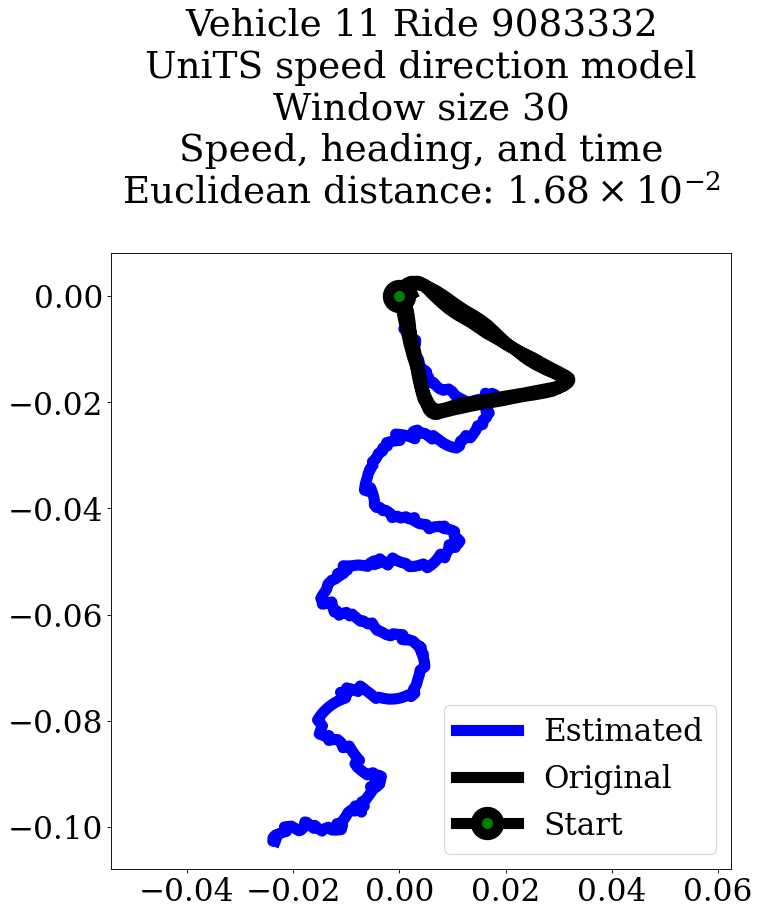 Vehicle 11 Ride 9083332
UniTS speed direction model
Window size 30
Speed, heading, and time
Euclidean distance: 1.68 × 10⁻²
0.00
−0.02
−0.04
−0.06
−0.08
−0.10
Estimated
Original
Start
−0.04 −0.02 0.00 0.02 0.04 0.06